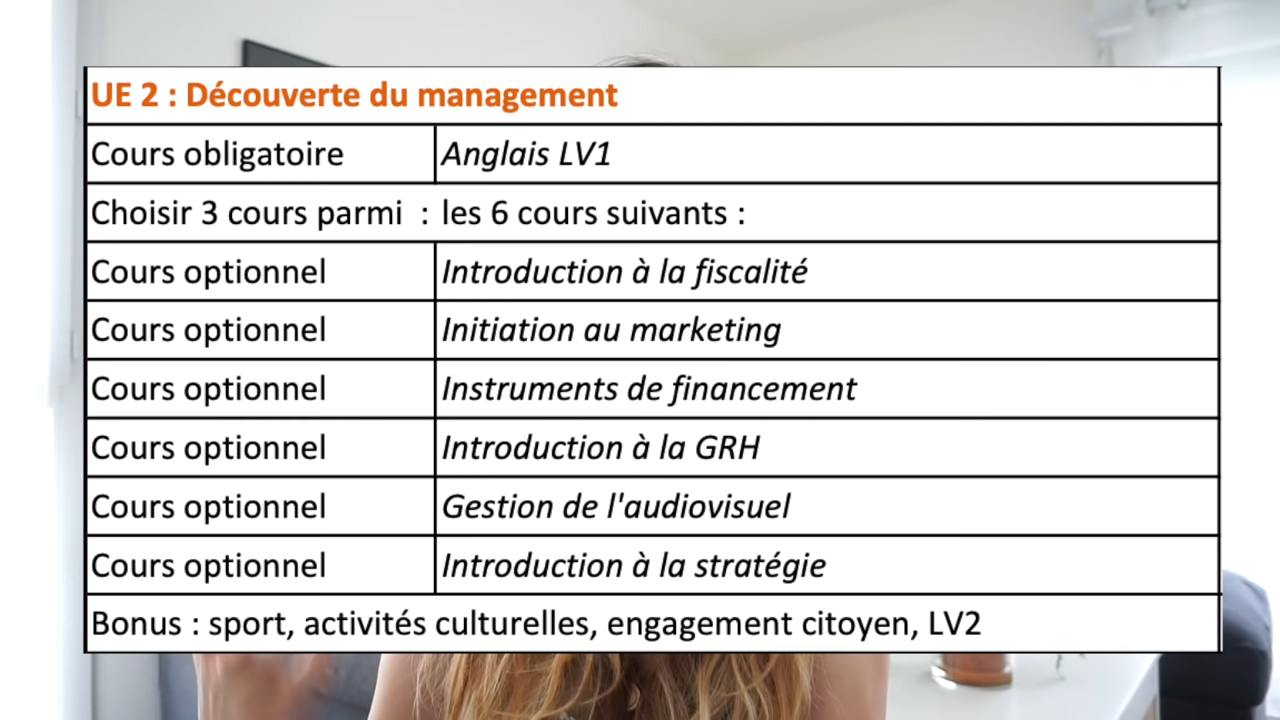 UE 2 : Découverte du management
Cours obligatoire Anglais LV1
Choisir 3 cours parmi : les 6 cours suivants :
Cours optionnel Introduction à la fiscalité
Cours optionnel Initiation au marketing
Cours optionnel Instruments de financement
Cours optionnel Introduction à la GRH
Cours optionnel Gestion de l'audiovisuel
Cours optionnel Introduction à la stratégie
Bonus : sport, activités culturelles, engagement citoyen, LV2